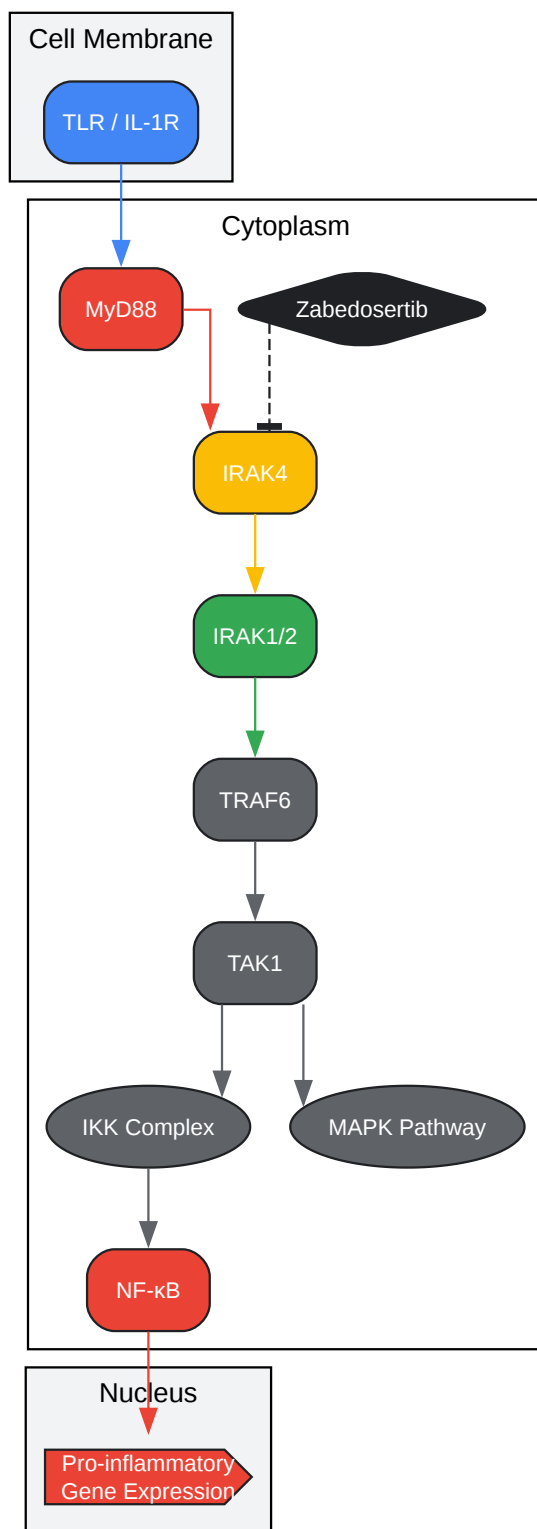 Cell Membrane
TLR / IL-1R
Cytoplasm
MyD88
Zabedosertib
IRAK4
IRAK1/2
TRAF6
TAK1
IKK Complex
MAPK Pathway
NF-κB
Nucleus
Pro-inflammatory
Gene Expression